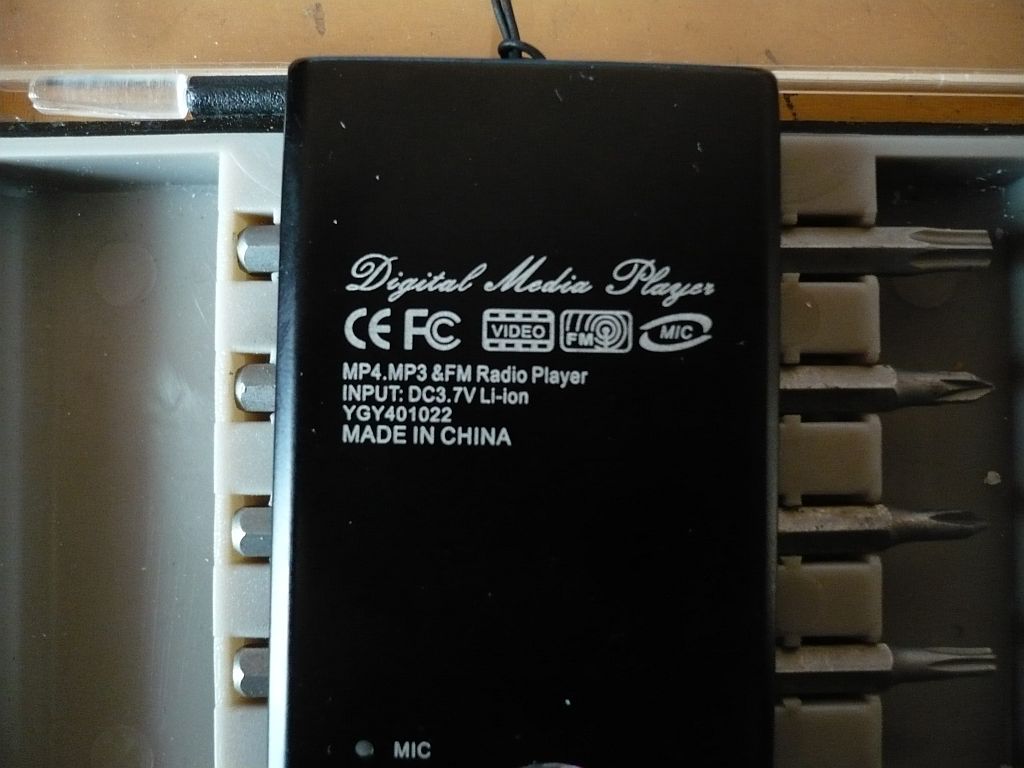 Digital Media Player
CE FC VIDEO FM MIC
MP4.MP3 &FM Radio Player
INPUT: DC3.7V Li-ion
YGY401022
MADE IN CHINA
MIC